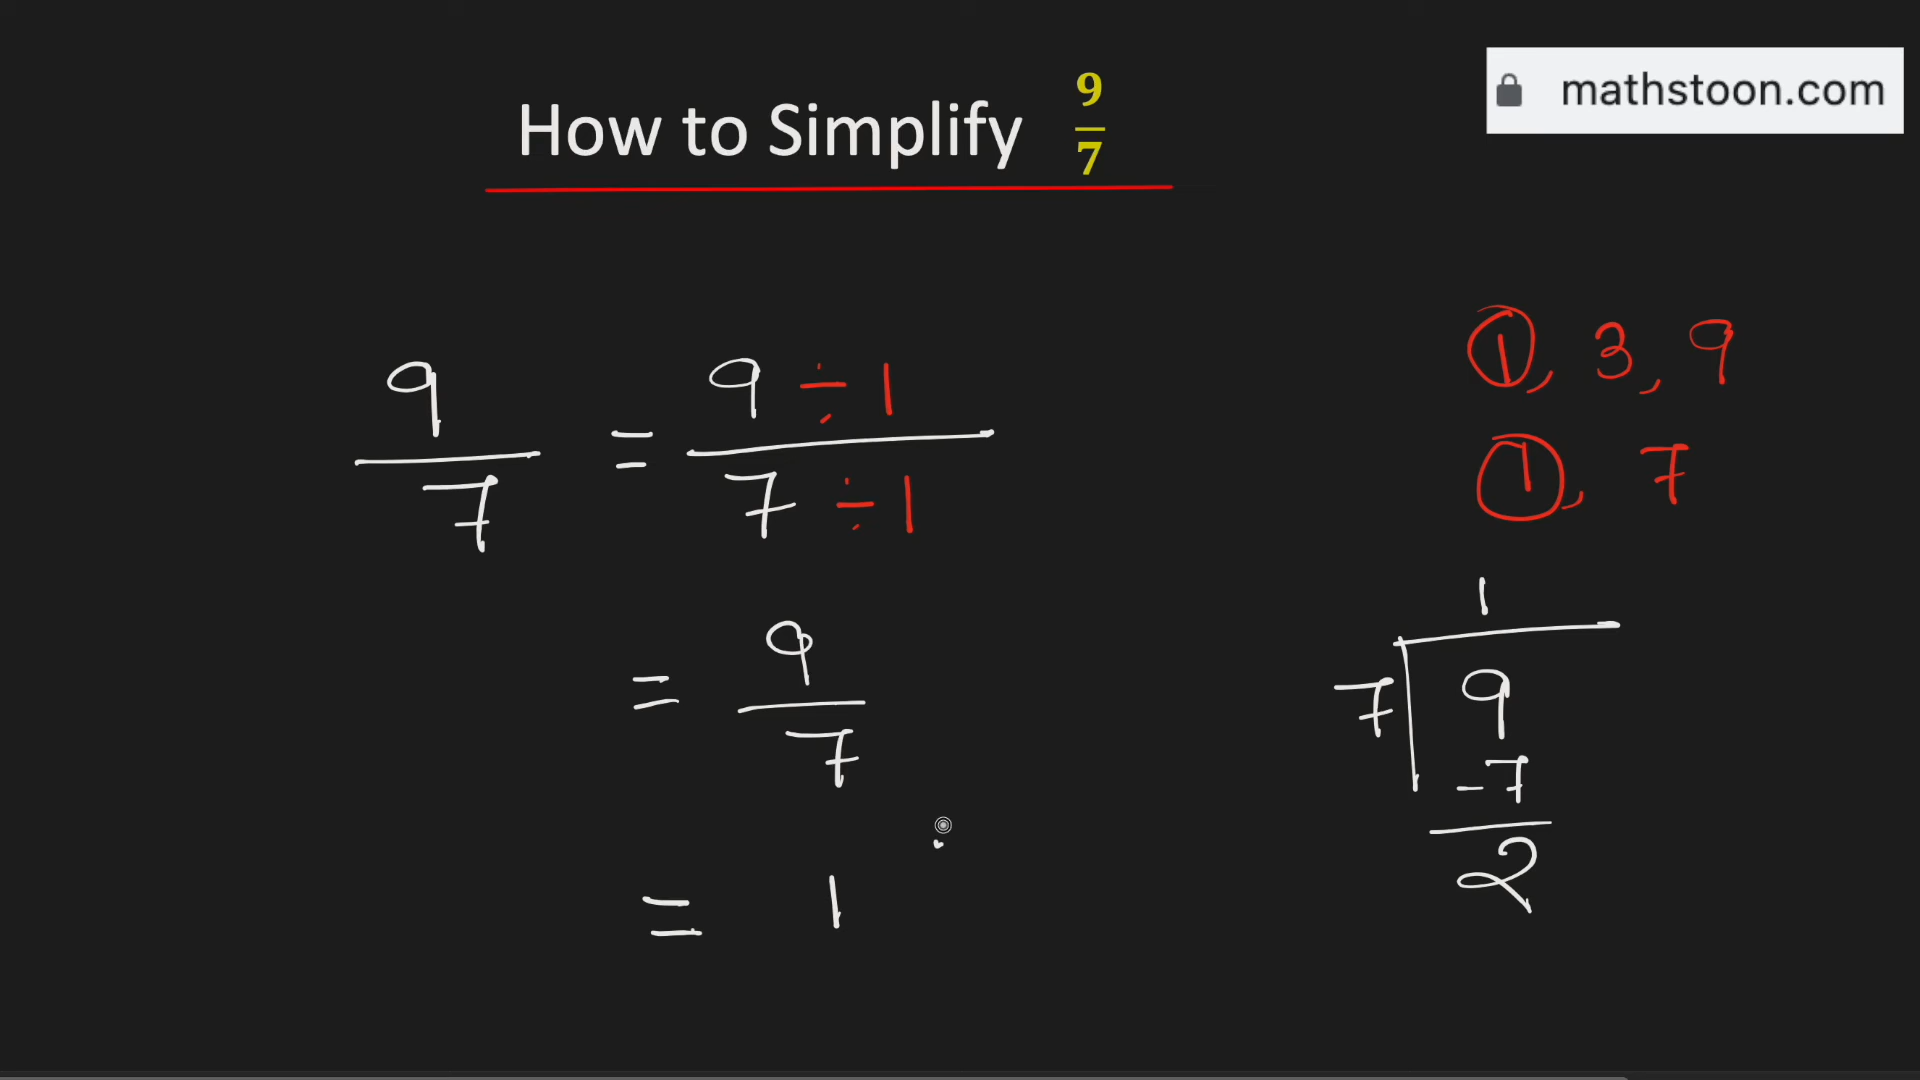 How to Simplify 9/7
mathstoon.com
9/7 = 9 ÷ 1 / 7 ÷ 1
= 9/7
= 1
1, 3, 9
1, 7
1
7 9
-7
2